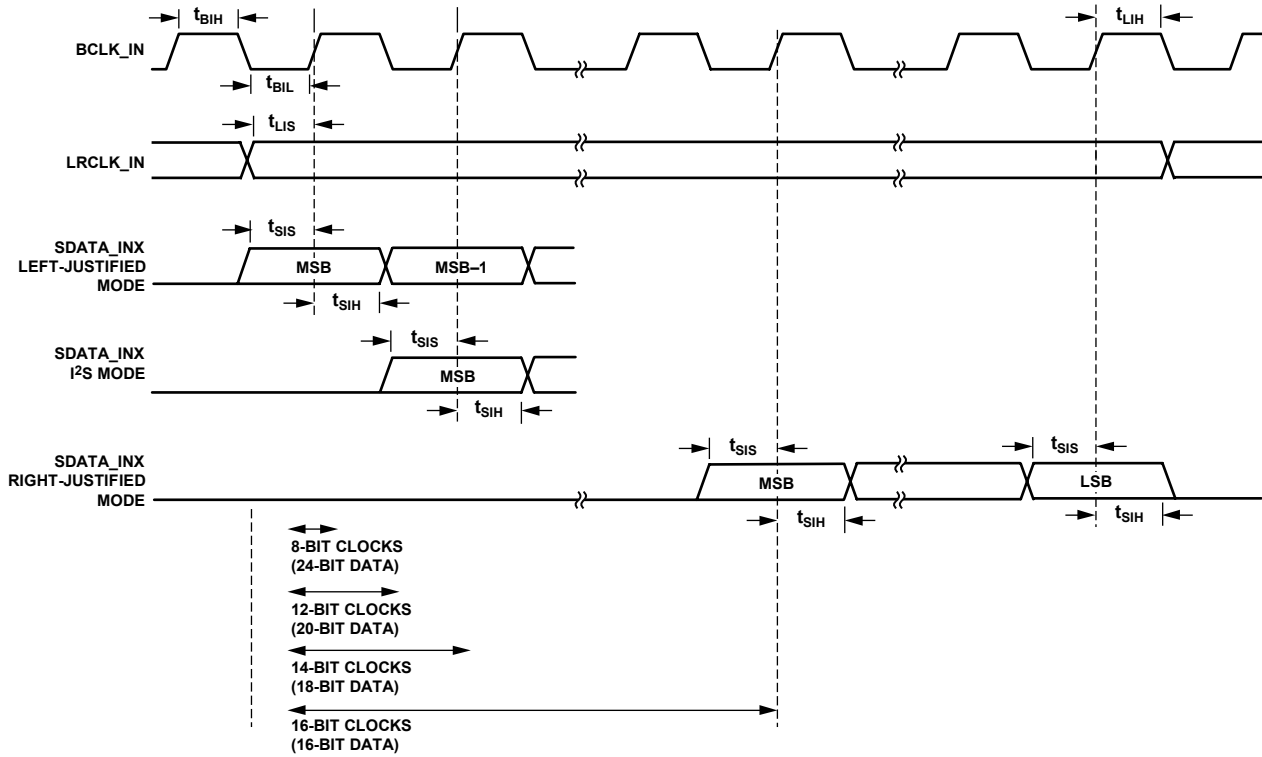 tBIH
tLIH
BCLK_IN
tBIL
tLIS
LRCLK_IN
tSIS
SDATA_INX
LEFT-JUSTIFIED
MODE
MSB
MSB–1
tSIH
tSIS
SDATA_INX
I2S MODE
MSB
tSIH
SDATA_INX
RIGHT-JUSTIFIED
MODE
tSIS
tSIS
MSB
LSB
tSIH
tSIH
8-BIT CLOCKS
(24-BIT DATA)
12-BIT CLOCKS
(20-BIT DATA)
14-BIT CLOCKS
(18-BIT DATA)
16-BIT CLOCKS
(16-BIT DATA)